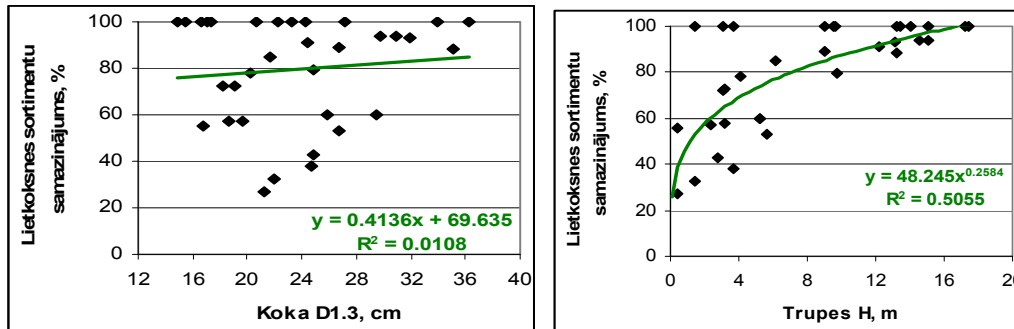 Lietkoksnes sortimentu
samazinājums, %
100
80
60
40
20
0
y = 0.4136x + 69.635
R² = 0.0108
12 16 20 24 28 32 36 40
Koka D1.3, cm
Lietkoksnes sortimentu
samazinājums, %
100
80
60
40
20
0
y = 48.245x^0.2584
R² = 0.5055
0 4 8 12 16 20
Trupes H, m